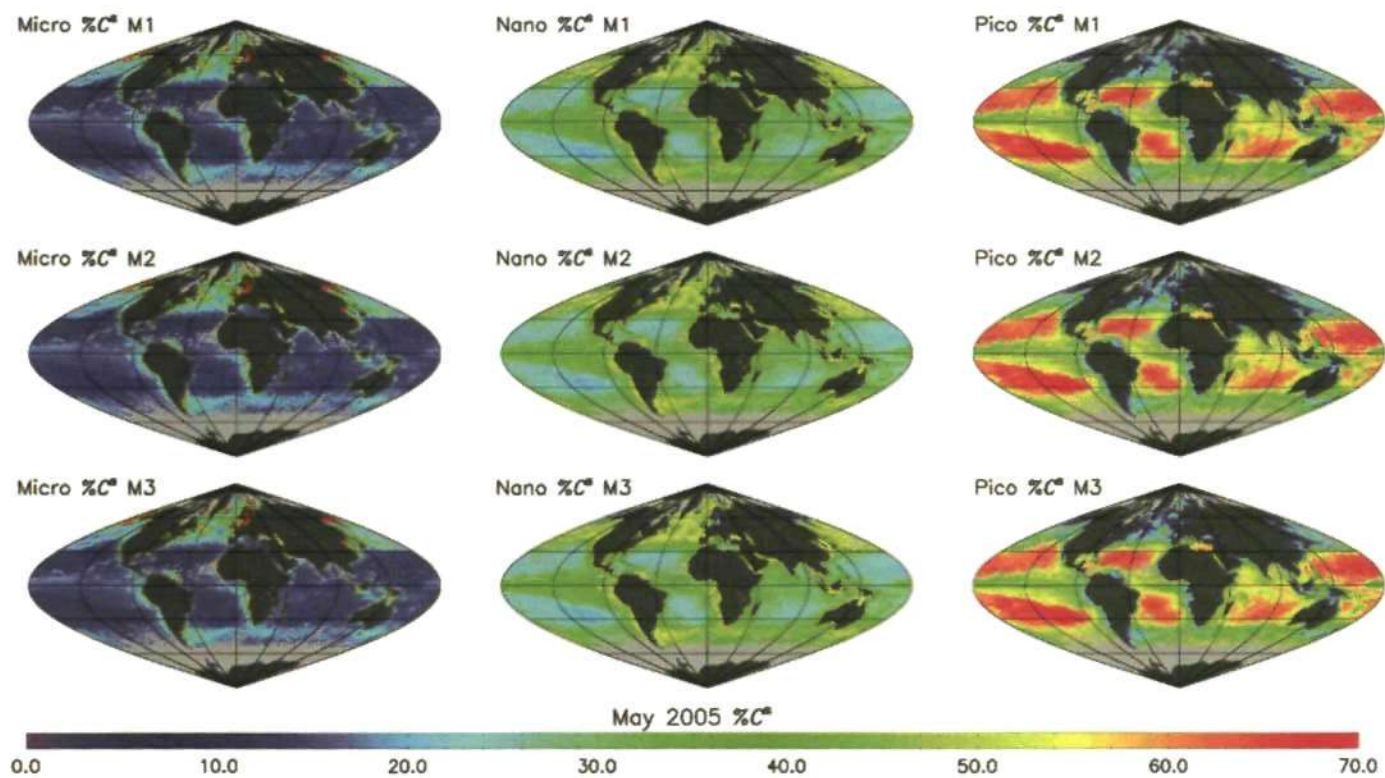 Micro %Cᵃ M1
Nano %Cᵃ M1
Pico %Cᵃ M1
Micro %Cᵃ M2
Nano %Cᵃ M2
Pico %Cᵃ M2
Micro %Cᵃ M3
Nano %Cᵃ M3
Pico %Cᵃ M3
May 2005 %Cᵃ
0.0 10.0 20.0 30.0 40.0 50.0 60.0 70.0